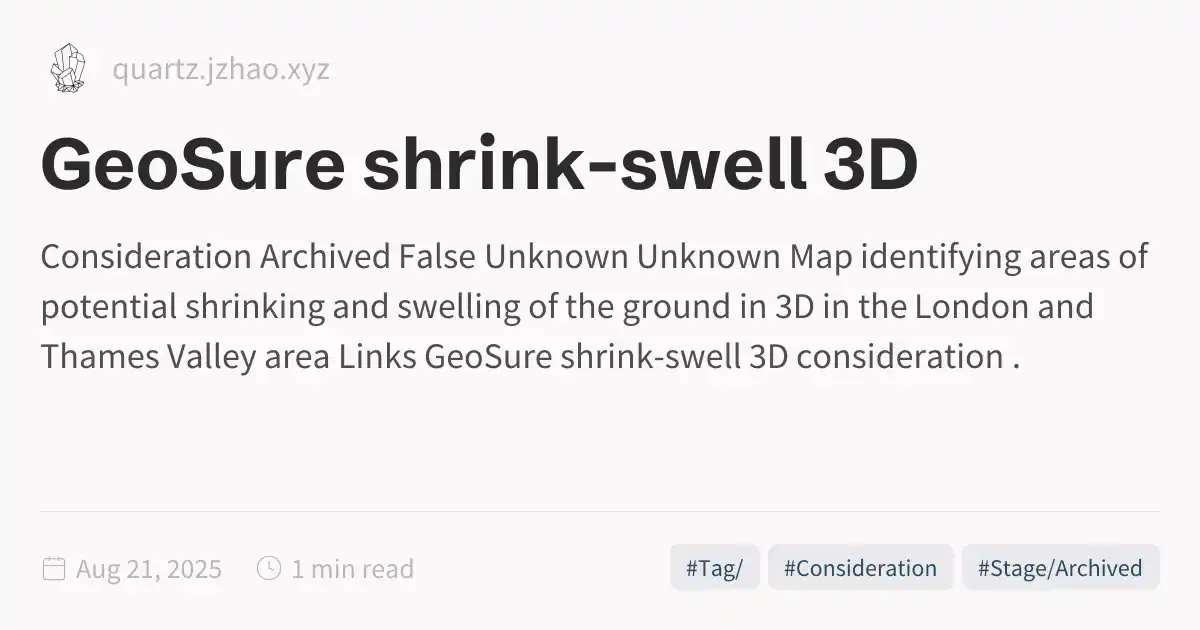 quartz.jzhao.xyz
GeoSure shrink-swell 3D
Consideration Archived False Unknown Unknown Map identifying areas of
potential shrinking and swelling of the ground in 3D in the London and
Thames Valley area Links GeoSure shrink-swell 3D consideration .
Aug 21, 2025 1 min read #Tag/ #Consideration #Stage/Archived